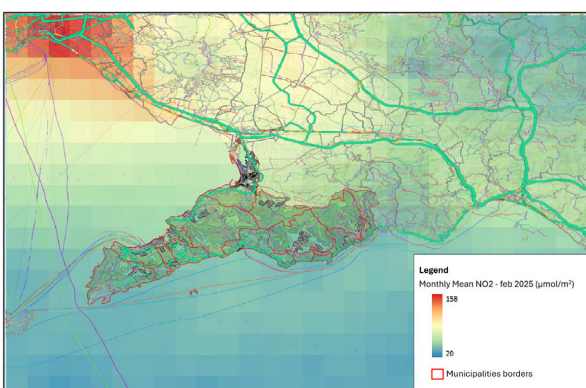 Legend
Monthly Mean NO2 - feb 2025 (µmol/m²)
158
20
Municipalities borders